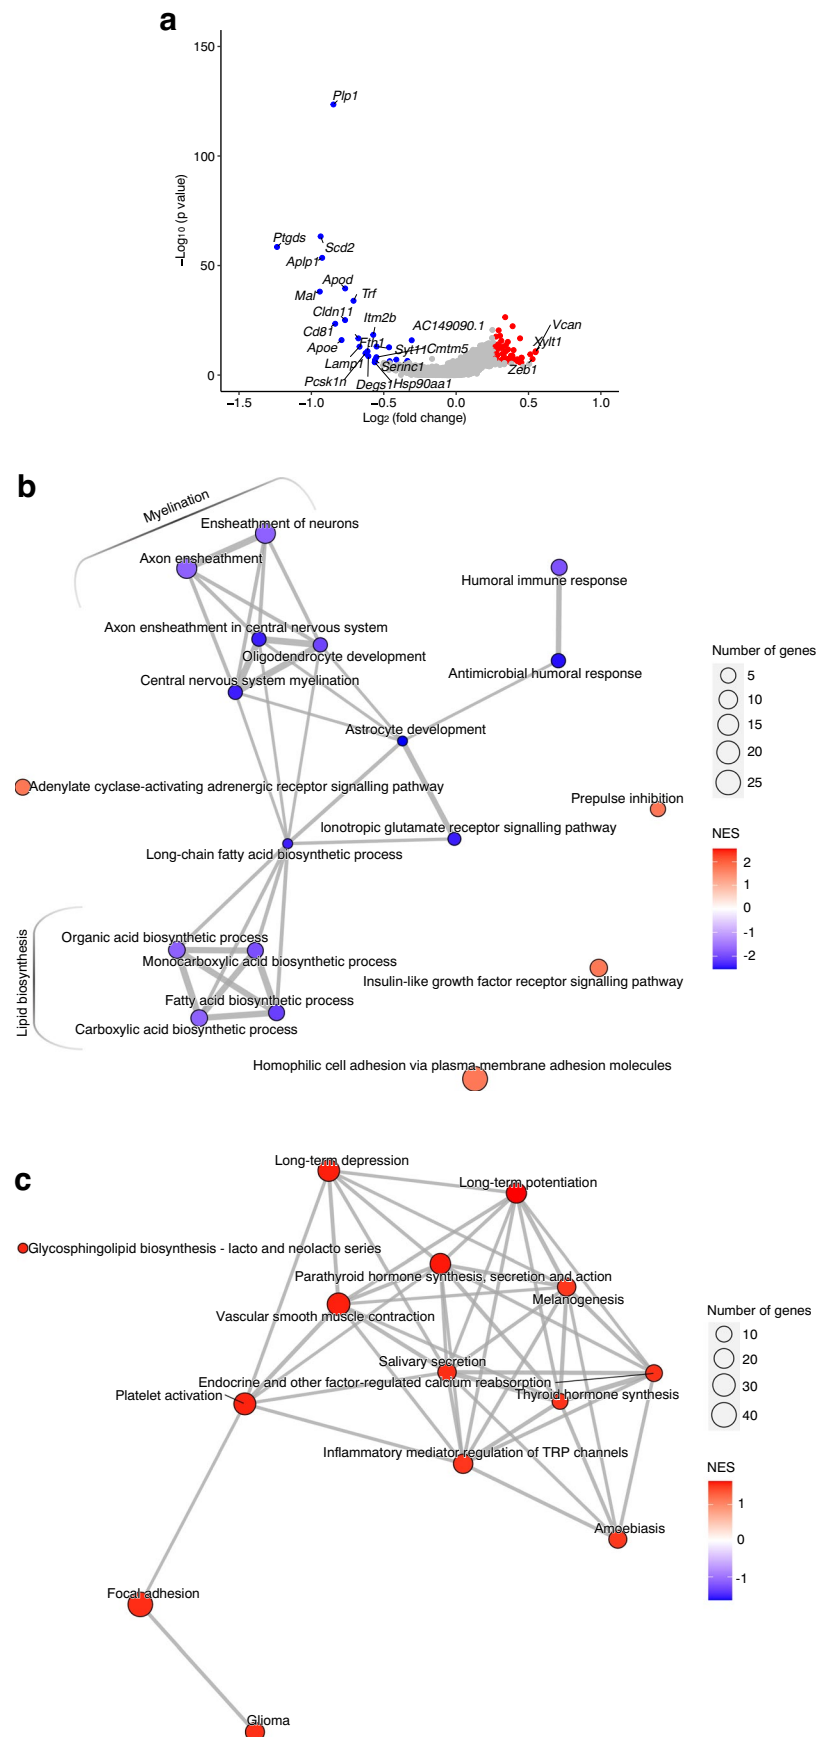 a
150
100
50
0
−Log10 (p value)
Plp1
Ptgds
Scd2
Aplp1
Apod
Mal
Trf
Cldn11
Itm2b
Cd81
AC149090.1
Vcan
Apoe
Fth1
Syt11
Cmtm5
Xylt1
Lamp1
Serinc1
Zeb1
Pcsk1n
Degs1
Hsp90aa1
−1.5 −1.0 −0.5 0.0 0.5 1.0
Log2 (fold change)
b
Myelination
Ensheathment of neurons
Axon ensheathment
Humoral immune response
Axon ensheathment in central nervous system
Oligodendrocyte development
Central nervous system myelination
Antimicrobial humoral response
Astrocyte development
Adenylate cyclase-activating adrenergic receptor signalling pathway
Prepulse inhibition
Ionotropic glutamate receptor signalling pathway
Long-chain fatty acid biosynthetic process
Lipid biosynthesis
Organic acid biosynthetic process
Monocarboxylic acid biosynthetic process
Insulin-like growth factor receptor signalling pathway
Fatty acid biosynthetic process
Carboxylic acid biosynthetic process
Homophilic cell adhesion via plasma-membrane adhesion molecules
Number of genes
5
10
15
20
25
NES
2
1
0
-1
-2
c
Long-term depression
Long-term potentiation
Glycosphingolipid biosynthesis - lacto and neolacto series
Parathyroid hormone synthesis, secretion and action
Melanogenesis
Vascular smooth muscle contraction
Salivary secretion
Endocrine and other factor-regulated calcium reabsorption
Platelet activation
Thyroid hormone synthesis
Inflammatory mediator regulation of TRP channels
Amoebiasis
Focal adhesion
Glioma
Number of genes
10
20
30
40
NES
1
0
-1